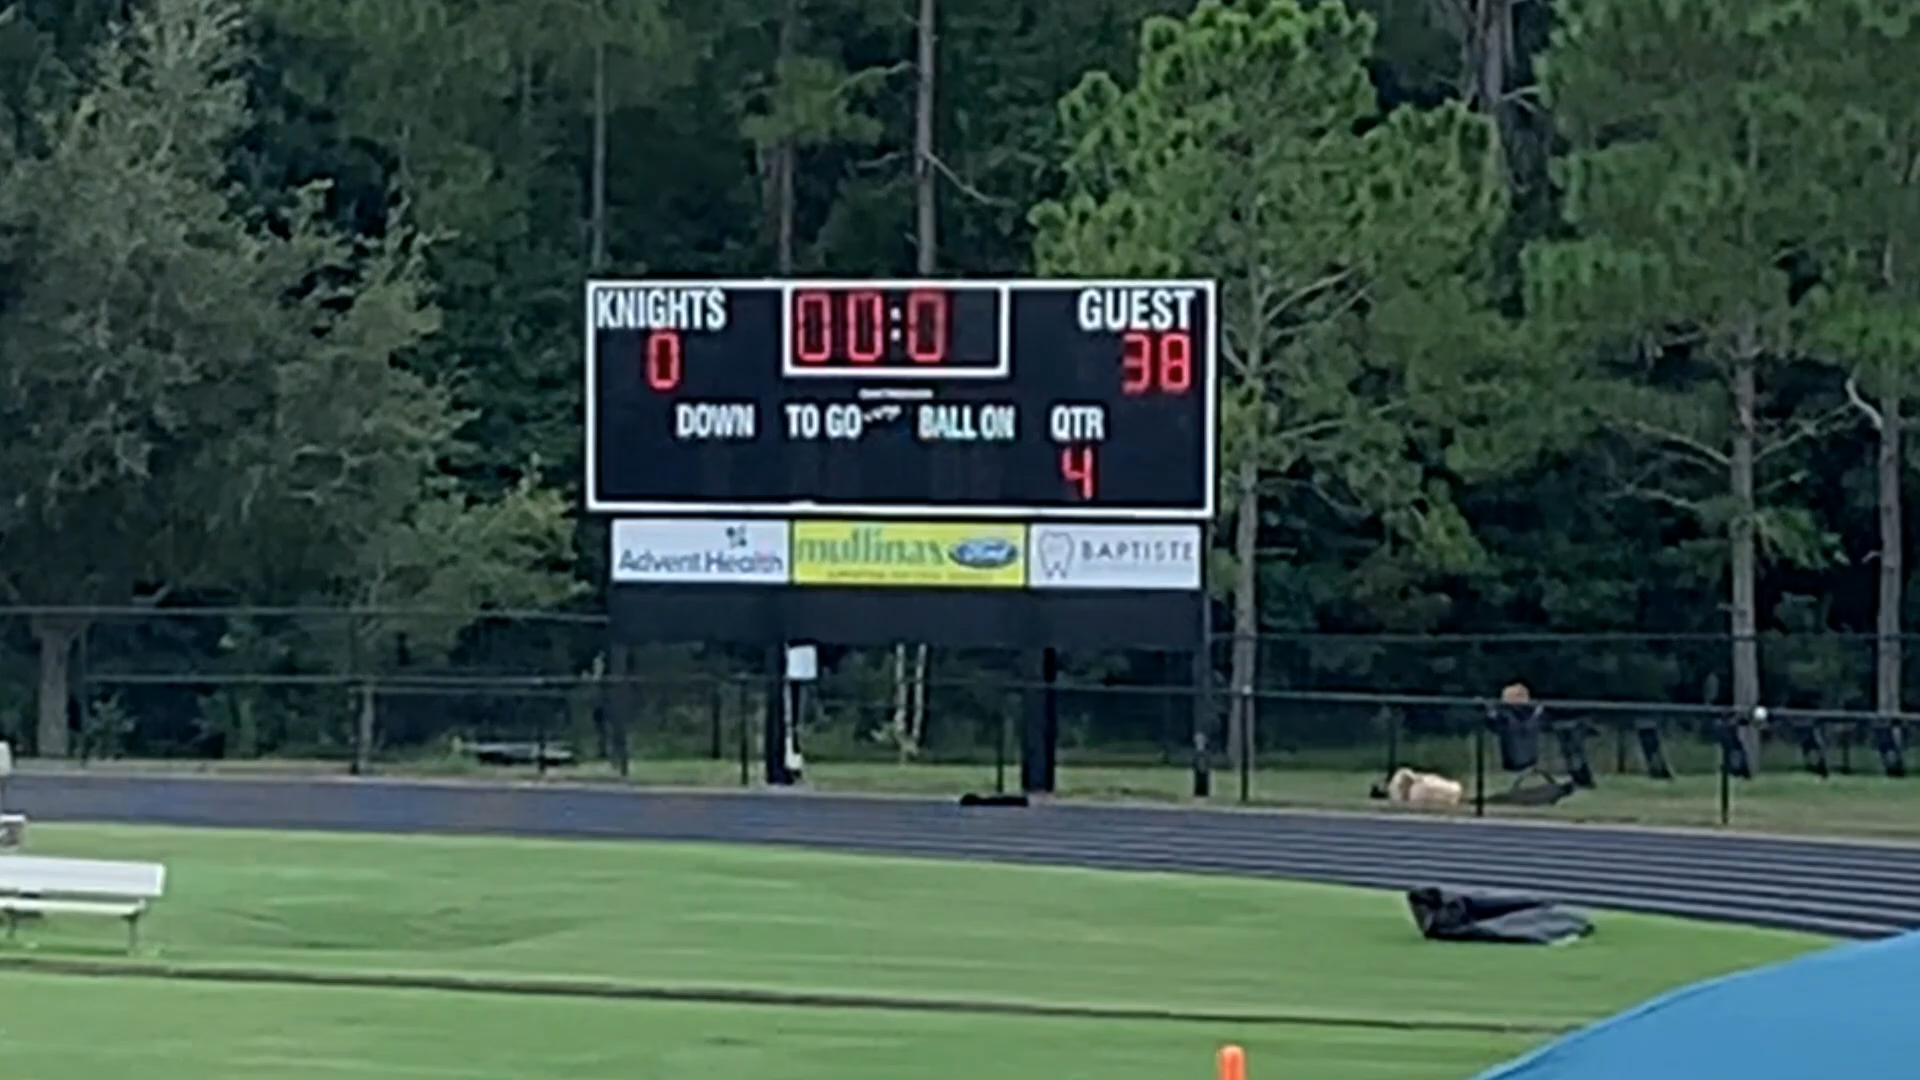 KNIGHTS 00:0 GUEST
0 38
DOWN TO GO BALL ON QTR
4
AdventHealth
mullinax Ford
BAPTISTE